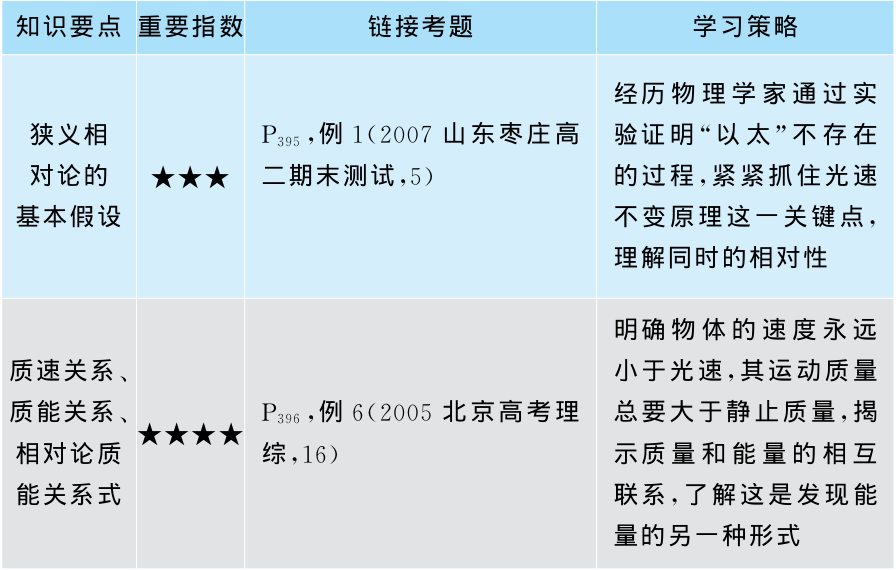 知识要点 重要指数 链接考题 学习策略
狭义相
对论的
基本假设
★★★
P395,例 1(2007 山东枣庄高
二期末测试,5)
经历物理学家通过实
验证明“以太”不存在
的过程,紧紧抓住光速
不变原理这一关键点,
理解同时的相对性
质速关系、
质能关系、
相对论质
能关系式
★★★★
P396,例 6(2005 北京高考理
综,16)
明确物体的速度永远
小于光速,其运动质量
总要大于静止质量,揭
示质量和能量的相互
联系,了解这是发现能
量的另一种形式